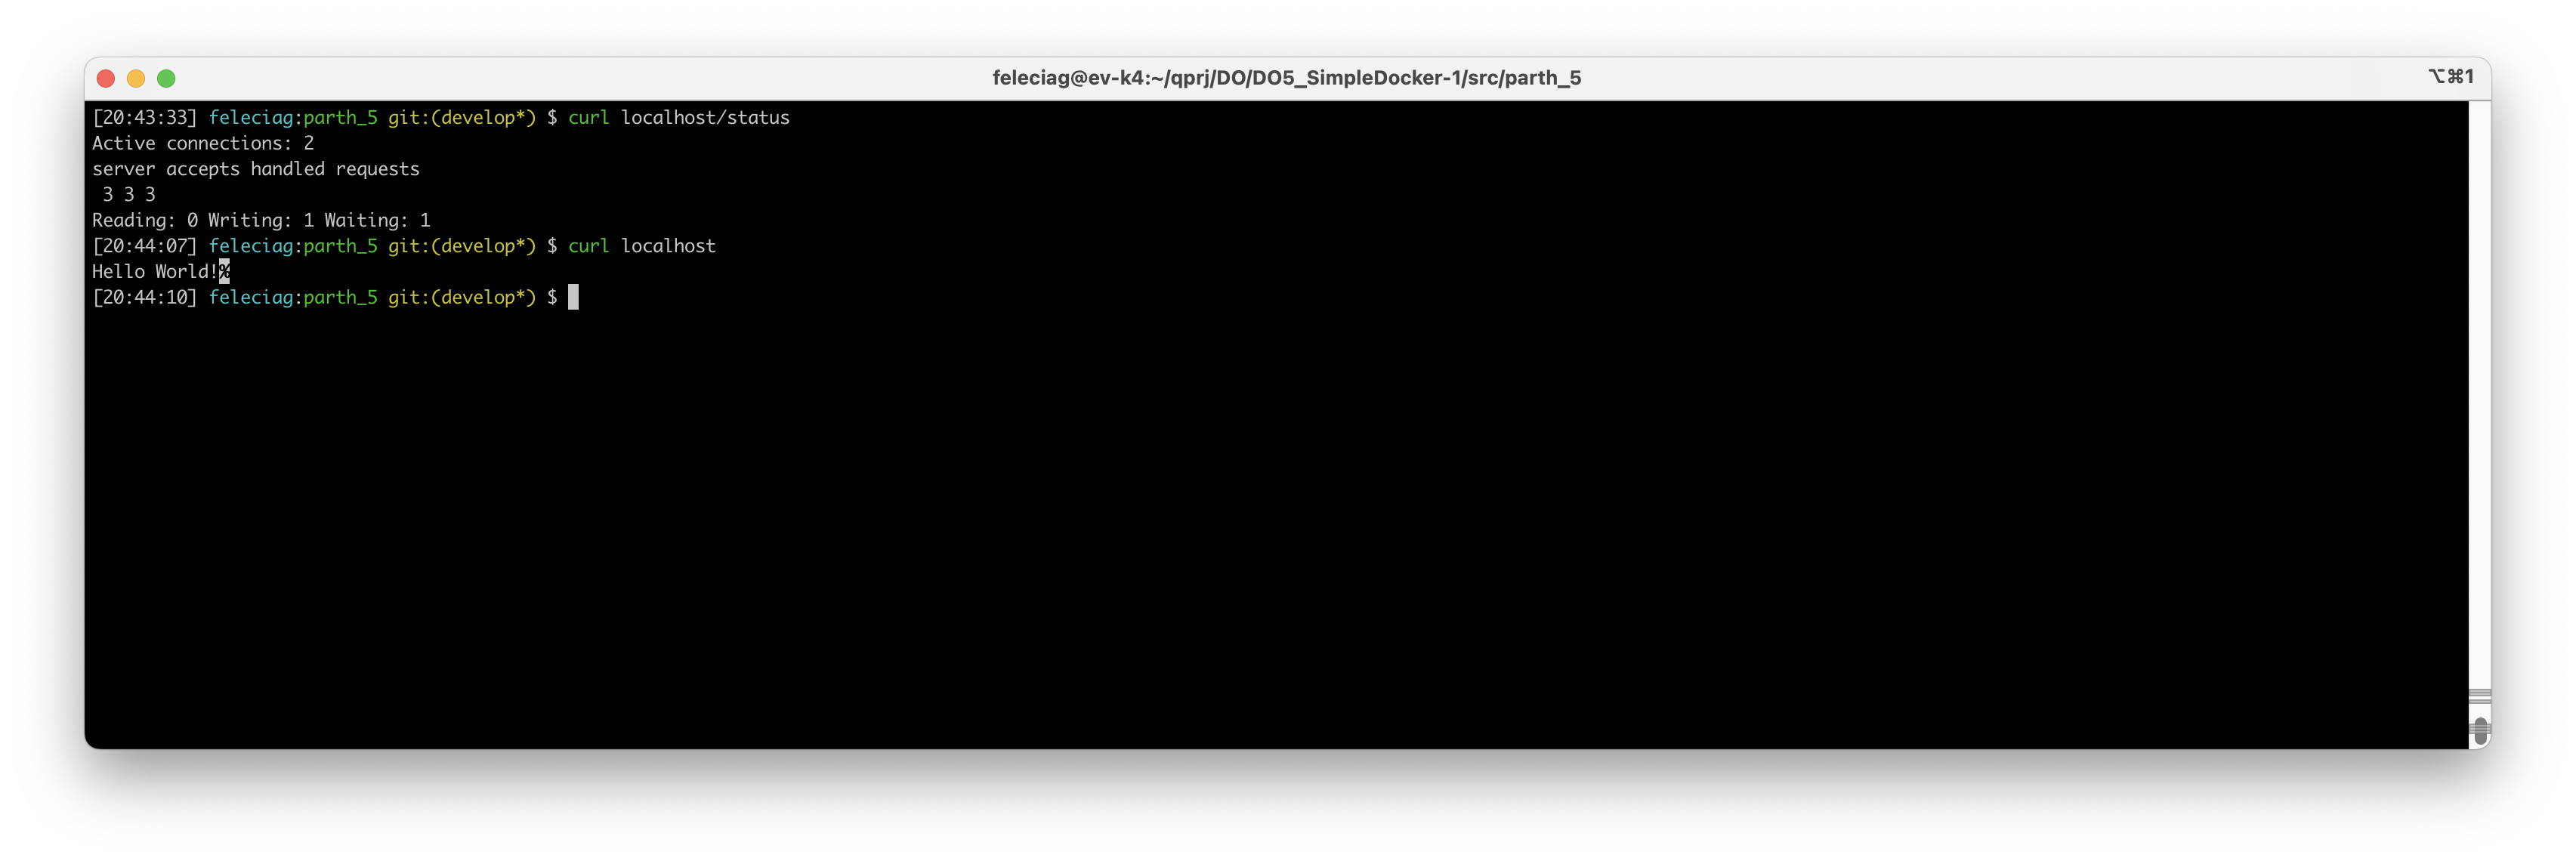 feleciag@ev-k4:~/qprj/DO/DO5_SimpleDocker-1/src/parth_5
⌥⌘1
[20:43:33] feleciag:parth_5 git:(develop*) $ curl localhost/status
Active connections: 2
server accepts handled requests
 3 3 3
Reading: 0 Writing: 1 Waiting: 1
[20:44:07] feleciag:parth_5 git:(develop*) $ curl localhost
Hello World!%
[20:44:10] feleciag:parth_5 git:(develop*) $